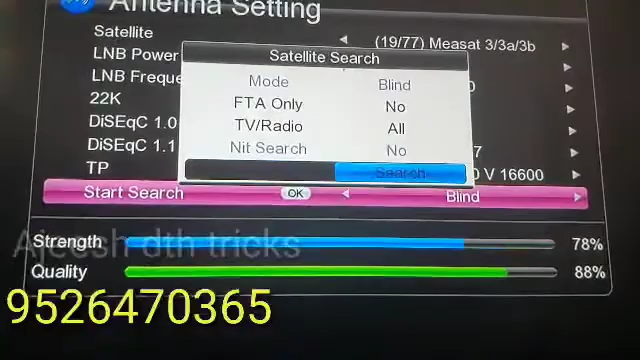 Antenna Setting
Satellite (19/77) Measat 3/3a/3b
LNB Power
LNB Freque
22K
DiSEqC 1.0
DiSEqC 1.1
TP V 16600
Satellite Search
Mode Blind
FTA Only No
TV/Radio All
Nit Search No
Search
Start Search OK Blind
Strength 78%
Ajeesh dth tricks
Quality 88%
9526470365